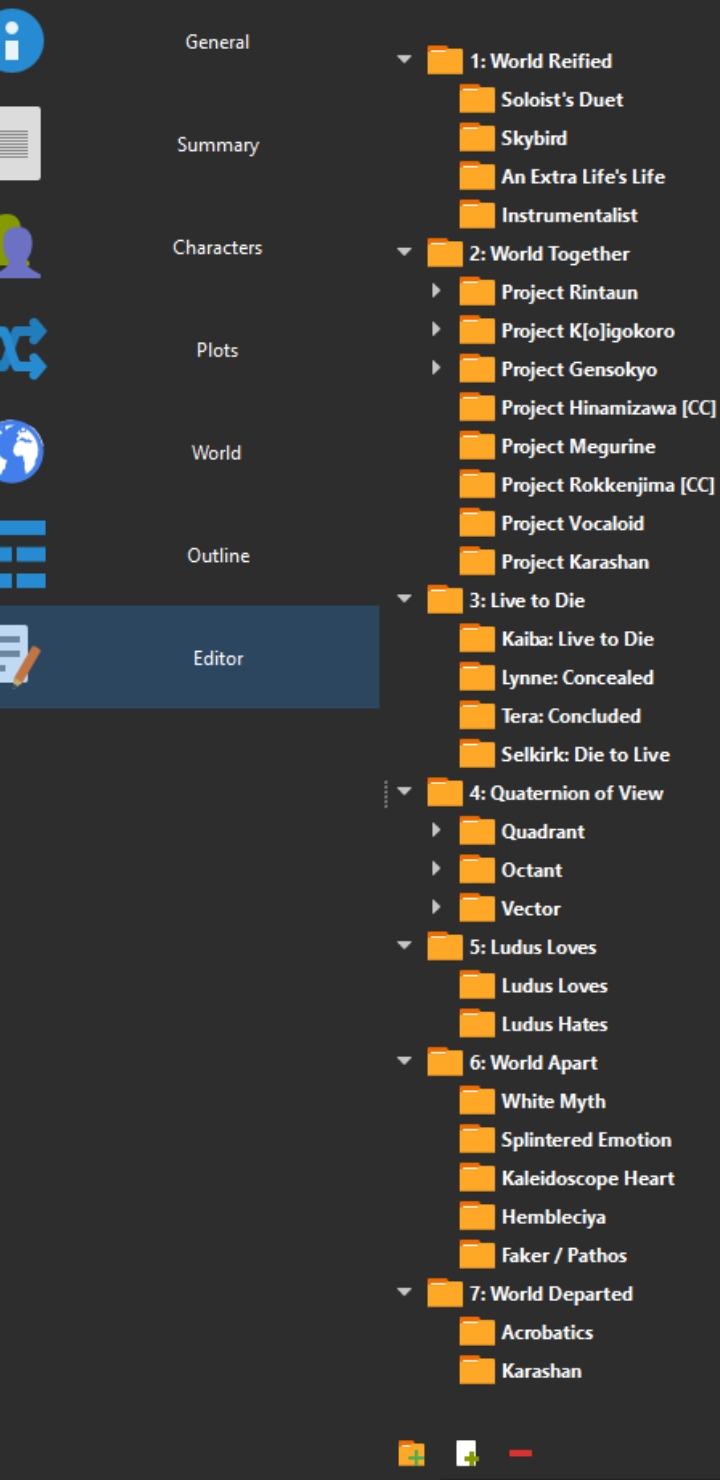 General
Summary
Characters
Plots
World
Outline
Editor
1: World Reified
Soloist's Duet
Skybird
An Extra Life's Life
Instrumentalist
2: World Together
Project Rintaun
Project K[o]igokoro
Project Gensokyo
Project Hinamizawa [CC]
Project Megurine
Project Rokkenjima [CC]
Project Vocaloid
Project Karashan
3: Live to Die
Kaiba: Live to Die
Lynne: Concealed
Tera: Concluded
Selkirk: Die to Live
4: Quaternion of View
Quadrant
Octant
Vector
5: Ludus Loves
Ludus Loves
Ludus Hates
6: World Apart
White Myth
Splintered Emotion
Kaleidoscope Heart
Hembleciya
Faker / Pathos
7: World Departed
Acrobatics
Karashan